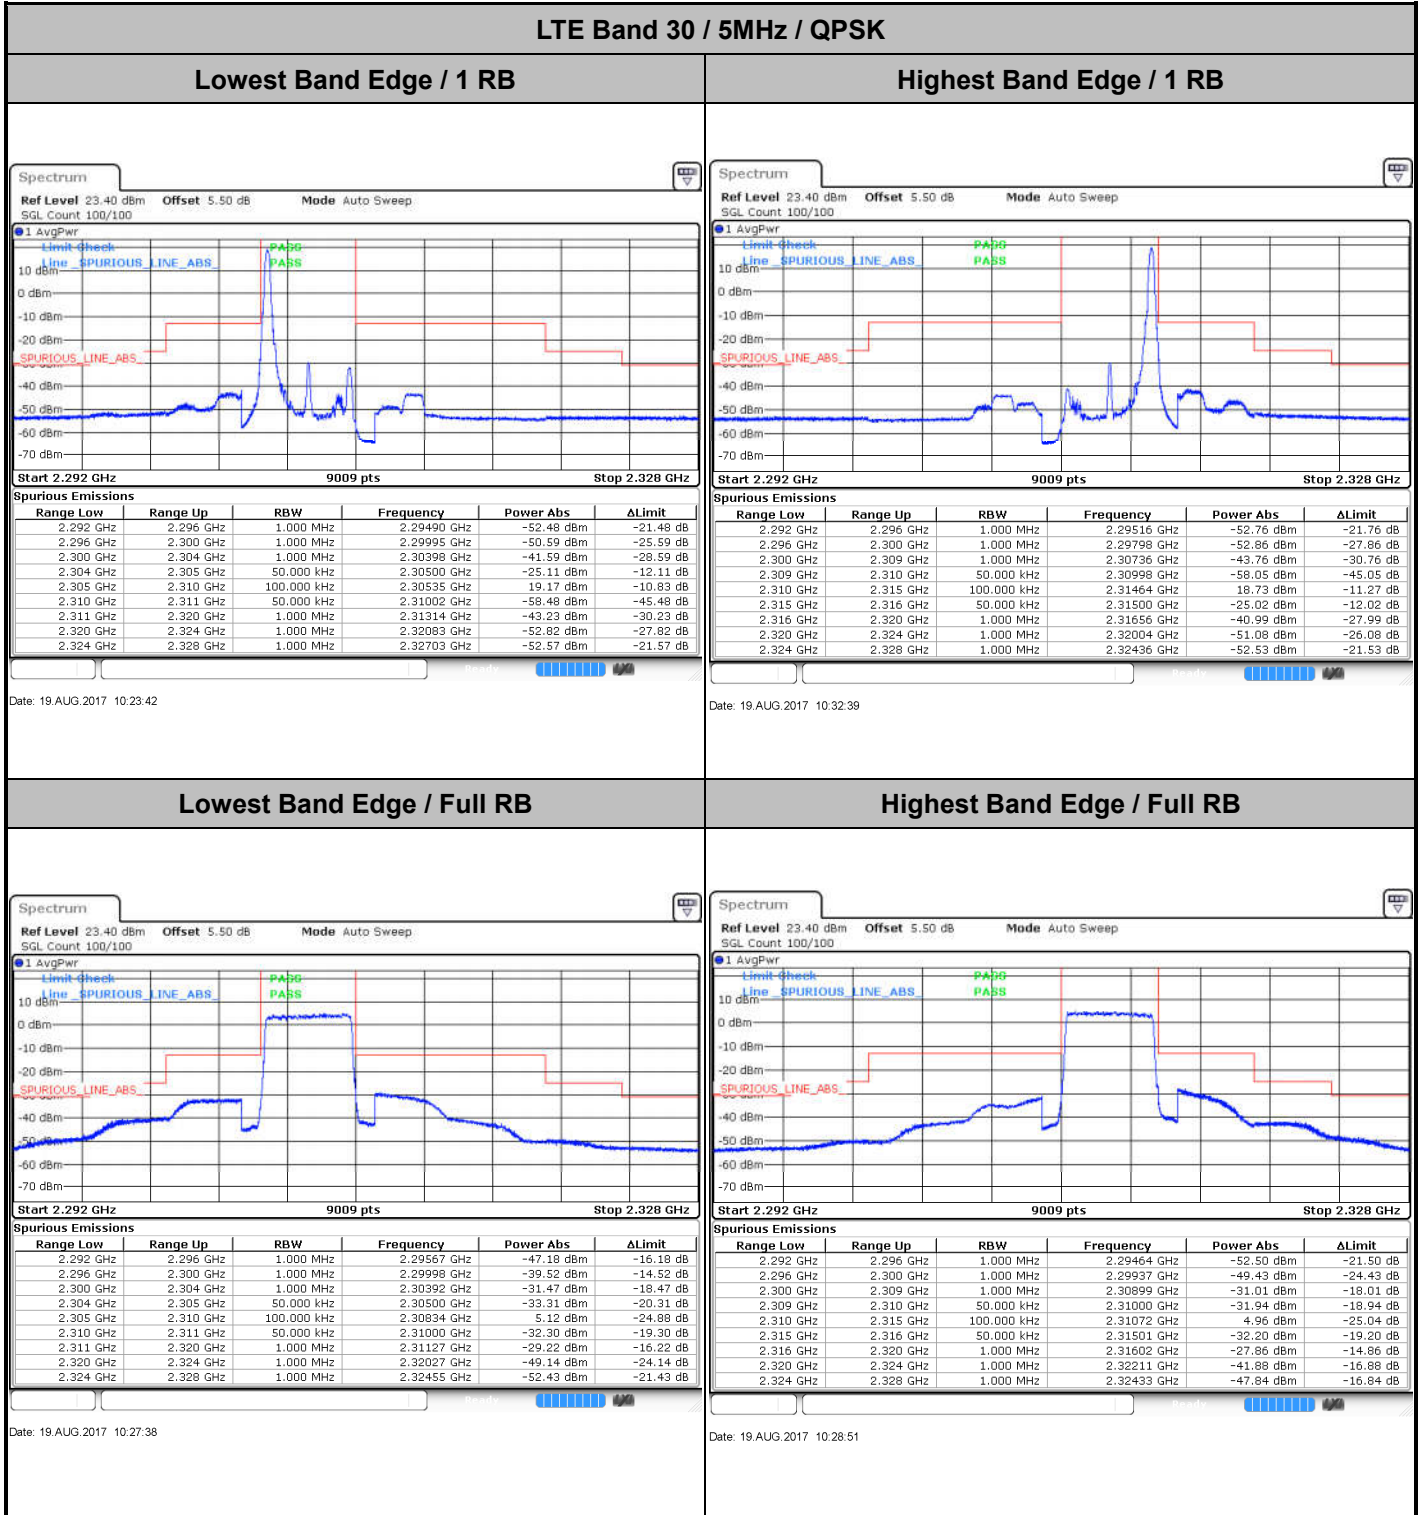 LTE Band 30 / 5MHz / QPSK
Lowest Band Edge / 1 RB
Highest Band Edge / 1 RB
Spectrum
Ref Level 23.40 dBm Offset 5.50 dB Mode Auto Sweep
SGL Count 100/100
1 AvgPwr
Limit Check PASS
Line _SPURIOUS_LINE_ABS_ PASS
10 dBm
0 dBm
-10 dBm
-20 dBm
_SPURIOUS_LINE_ABS_
-40 dBm
-50 dBm
-60 dBm
-70 dBm
Start 2.292 GHz 9009 pts Stop 2.328 GHz
Spurious Emissions
Range Low Range Up RBW Frequency Power Abs ΔLimit
2.292 GHz 2.296 GHz 1.000 MHz 2.29490 GHz -52.48 dBm -21.48 dB
2.296 GHz 2.300 GHz 1.000 MHz 2.29995 GHz -50.59 dBm -25.59 dB
2.300 GHz 2.304 GHz 1.000 MHz 2.30398 GHz -41.59 dBm -28.59 dB
2.304 GHz 2.305 GHz 50.000 kHz 2.30500 GHz -25.11 dBm -12.11 dB
2.305 GHz 2.310 GHz 100.000 kHz 2.30535 GHz 19.17 dBm -10.83 dB
2.310 GHz 2.311 GHz 50.000 kHz 2.31002 GHz -58.48 dBm -45.48 dB
2.311 GHz 2.320 GHz 1.000 MHz 2.31314 GHz -43.23 dBm -30.23 dB
2.320 GHz 2.324 GHz 1.000 MHz 2.32083 GHz -52.82 dBm -27.82 dB
2.324 GHz 2.328 GHz 1.000 MHz 2.32703 GHz -52.57 dBm -21.57 dB
Ready
Date: 19.AUG.2017 10:23:42
Spectrum
Ref Level 23.40 dBm Offset 5.50 dB Mode Auto Sweep
SGL Count 100/100
1 AvgPwr
Limit Check PASS
Line _SPURIOUS_LINE_ABS_ PASS
10 dBm
0 dBm
-10 dBm
-20 dBm
_SPURIOUS_LINE_ABS_
-40 dBm
-50 dBm
-60 dBm
-70 dBm
Start 2.292 GHz 9009 pts Stop 2.328 GHz
Spurious Emissions
Range Low Range Up RBW Frequency Power Abs ΔLimit
2.292 GHz 2.296 GHz 1.000 MHz 2.29516 GHz -52.76 dBm -21.76 dB
2.296 GHz 2.300 GHz 1.000 MHz 2.29798 GHz -52.86 dBm -27.86 dB
2.300 GHz 2.309 GHz 1.000 MHz 2.30736 GHz -43.76 dBm -30.76 dB
2.309 GHz 2.310 GHz 50.000 kHz 2.30998 GHz -58.05 dBm -45.05 dB
2.310 GHz 2.315 GHz 100.000 kHz 2.31464 GHz 18.73 dBm -11.27 dB
2.315 GHz 2.316 GHz 50.000 kHz 2.31500 GHz -25.02 dBm -12.02 dB
2.316 GHz 2.320 GHz 1.000 MHz 2.31656 GHz -40.99 dBm -27.99 dB
2.320 GHz 2.324 GHz 1.000 MHz 2.32004 GHz -51.08 dBm -26.08 dB
2.324 GHz 2.328 GHz 1.000 MHz 2.32436 GHz -52.53 dBm -21.53 dB
Ready
Date: 19.AUG.2017 10:32:39
Lowest Band Edge / Full RB
Highest Band Edge / Full RB
Spectrum
Ref Level 23.40 dBm Offset 5.50 dB Mode Auto Sweep
SGL Count 100/100
1 AvgPwr
Limit Check PASS
Line _SPURIOUS_LINE_ABS_ PASS
10 dBm
0 dBm
-10 dBm
-20 dBm
_SPURIOUS_LINE_ABS_
-40 dBm
-50 dBm
-60 dBm
-70 dBm
Start 2.292 GHz 9009 pts Stop 2.328 GHz
Spurious Emissions
Range Low Range Up RBW Frequency Power Abs ΔLimit
2.292 GHz 2.296 GHz 1.000 MHz 2.29567 GHz -47.18 dBm -16.18 dB
2.296 GHz 2.300 GHz 1.000 MHz 2.29998 GHz -39.52 dBm -14.52 dB
2.300 GHz 2.304 GHz 1.000 MHz 2.30392 GHz -31.47 dBm -18.47 dB
2.304 GHz 2.305 GHz 50.000 kHz 2.30500 GHz -33.31 dBm -20.31 dB
2.305 GHz 2.310 GHz 100.000 kHz 2.30834 GHz 5.12 dBm -24.88 dB
2.310 GHz 2.311 GHz 50.000 kHz 2.31000 GHz -32.30 dBm -19.30 dB
2.311 GHz 2.320 GHz 1.000 MHz 2.31127 GHz -29.22 dBm -16.22 dB
2.320 GHz 2.324 GHz 1.000 MHz 2.32027 GHz -49.14 dBm -24.14 dB
2.324 GHz 2.328 GHz 1.000 MHz 2.32455 GHz -52.43 dBm -21.43 dB
Ready
Date: 19.AUG.2017 10:27:38
Spectrum
Ref Level 23.40 dBm Offset 5.50 dB Mode Auto Sweep
SGL Count 100/100
1 AvgPwr
Limit Check PASS
Line _SPURIOUS_LINE_ABS_ PASS
10 dBm
0 dBm
-10 dBm
-20 dBm
_SPURIOUS_LINE_ABS_
-40 dBm
-50 dBm
-60 dBm
-70 dBm
Start 2.292 GHz 9009 pts Stop 2.328 GHz
Spurious Emissions
Range Low Range Up RBW Frequency Power Abs ΔLimit
2.292 GHz 2.296 GHz 1.000 MHz 2.29464 GHz -52.50 dBm -21.50 dB
2.296 GHz 2.300 GHz 1.000 MHz 2.29937 GHz -49.43 dBm -24.43 dB
2.300 GHz 2.309 GHz 1.000 MHz 2.30899 GHz -31.01 dBm -18.01 dB
2.309 GHz 2.310 GHz 50.000 kHz 2.31000 GHz -31.94 dBm -18.94 dB
2.310 GHz 2.315 GHz 100.000 kHz 2.31072 GHz 4.96 dBm -25.04 dB
2.315 GHz 2.316 GHz 50.000 kHz 2.31501 GHz -32.20 dBm -19.20 dB
2.316 GHz 2.320 GHz 1.000 MHz 2.31602 GHz -27.86 dBm -14.86 dB
2.320 GHz 2.324 GHz 1.000 MHz 2.32211 GHz -41.88 dBm -16.88 dB
2.324 GHz 2.328 GHz 1.000 MHz 2.32433 GHz -47.84 dBm -16.84 dB
Ready
Date: 19.AUG.2017 10:28:51